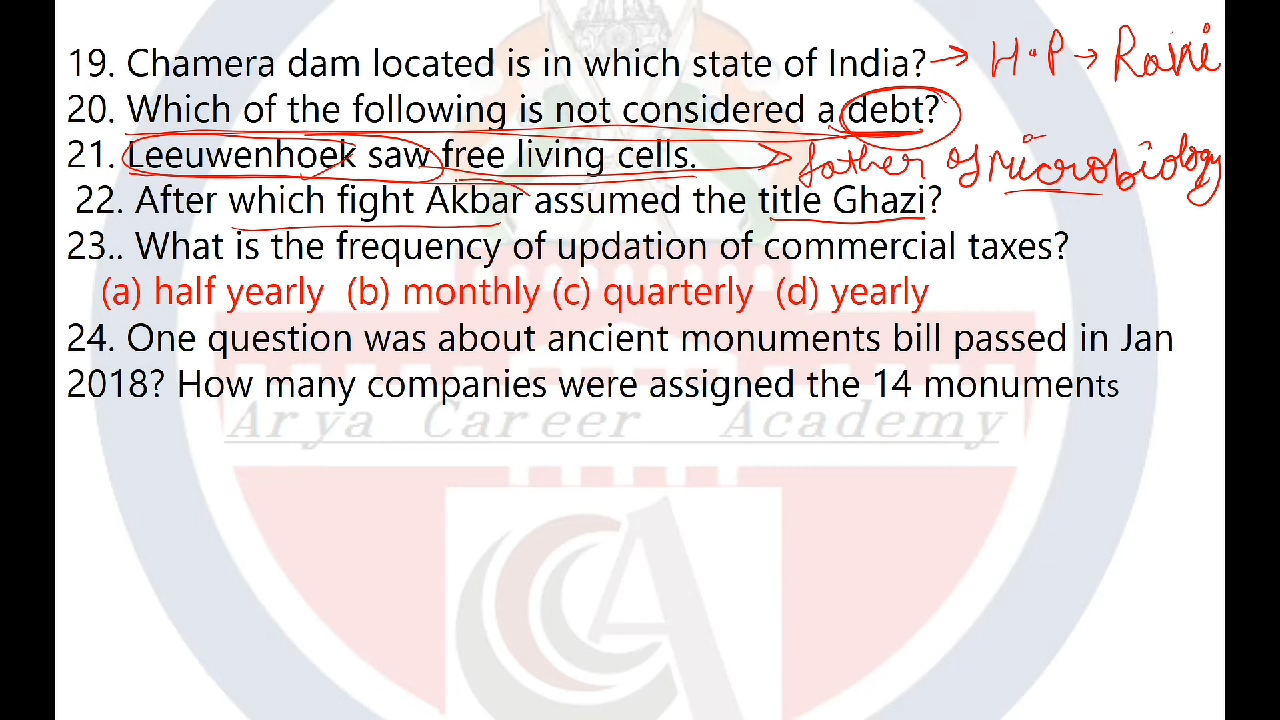 19. Chamera dam located is in which state of India? → H.P → Ravi
20. Which of the following is not considered a debt?
21. Leeuwenhoek saw free living cells. father of microbiology
22. After which fight Akbar assumed the title Ghazi?
23.. What is the frequency of updation of commercial taxes?
(a) half yearly (b) monthly (c) quarterly (d) yearly
24. One question was about ancient monuments bill passed in Jan
2018? How many companies were assigned the 14 monuments
Arya Career Academy